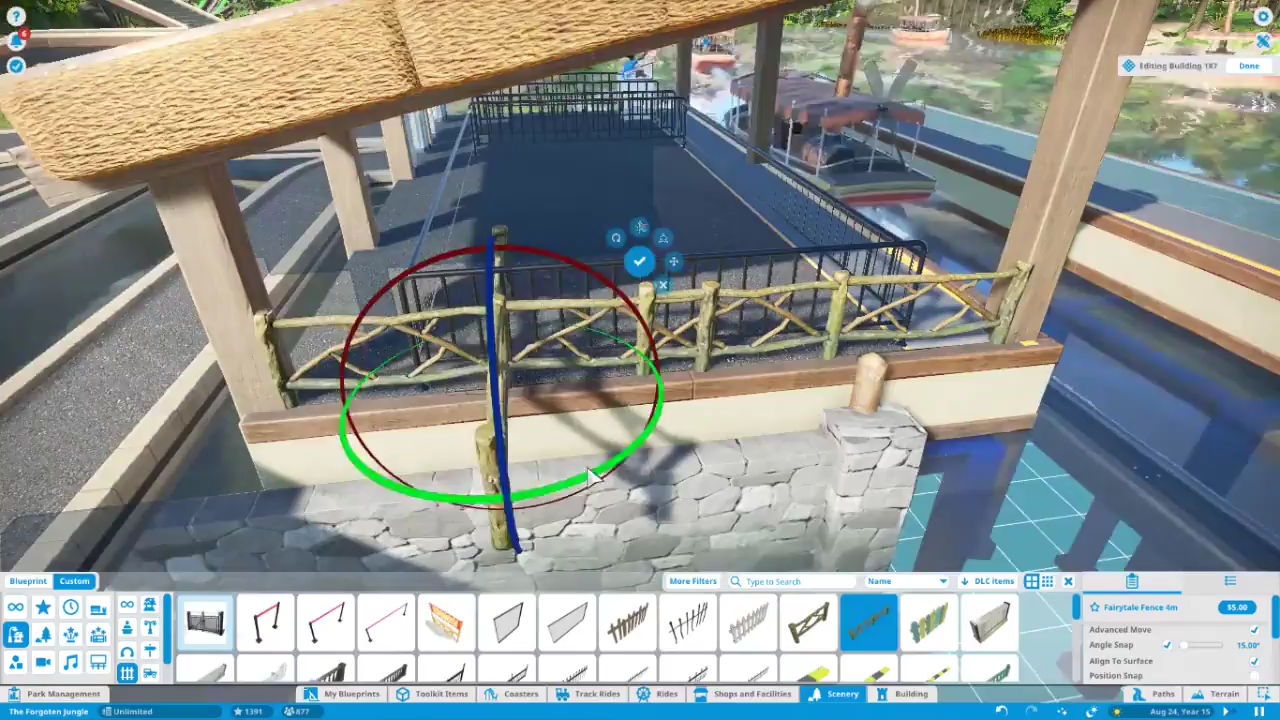 ?
6
Editing Building 187
Done
Blueprint
Custom
More Filters
Type to Search
Name
DLC items
Fairytale Fence 4m
$5.00
Advanced Move
Angle Snap
15.00°
Align To Surface
Position Snap
Park Management
My Blueprints
Toolkit Items
Coasters
Track Rides
Rides
Shops and Facilities
Scenery
Building
Paths
Terrain
The Forgoten Jungle
Unlimited
1391
877
Aug 24, Year 15